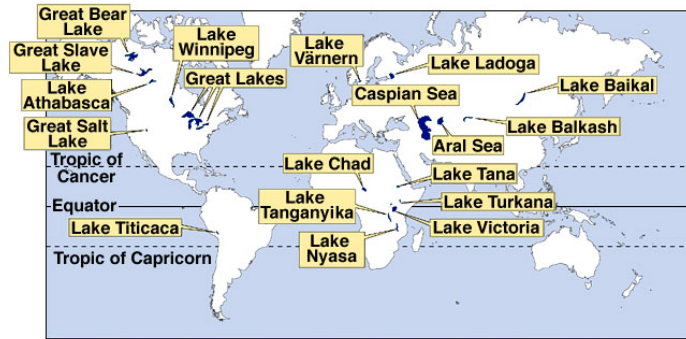 Great Bear
Lake
Great Slave
Lake
Lake
Athabasca
Great Salt
Lake
Tropic of
Cancer
Equator
Lake Titicaca
Tropic of Capricorn
Lake
Winnipeg
Great Lakes
Lake
Värnern
Lake Ladoga
Caspian Sea
Lake Baikal
Lake Balkash
Aral Sea
Lake Chad
Lake Tana
Lake
Tanganyika
Lake Turkana
Lake Victoria
Lake
Nyasa